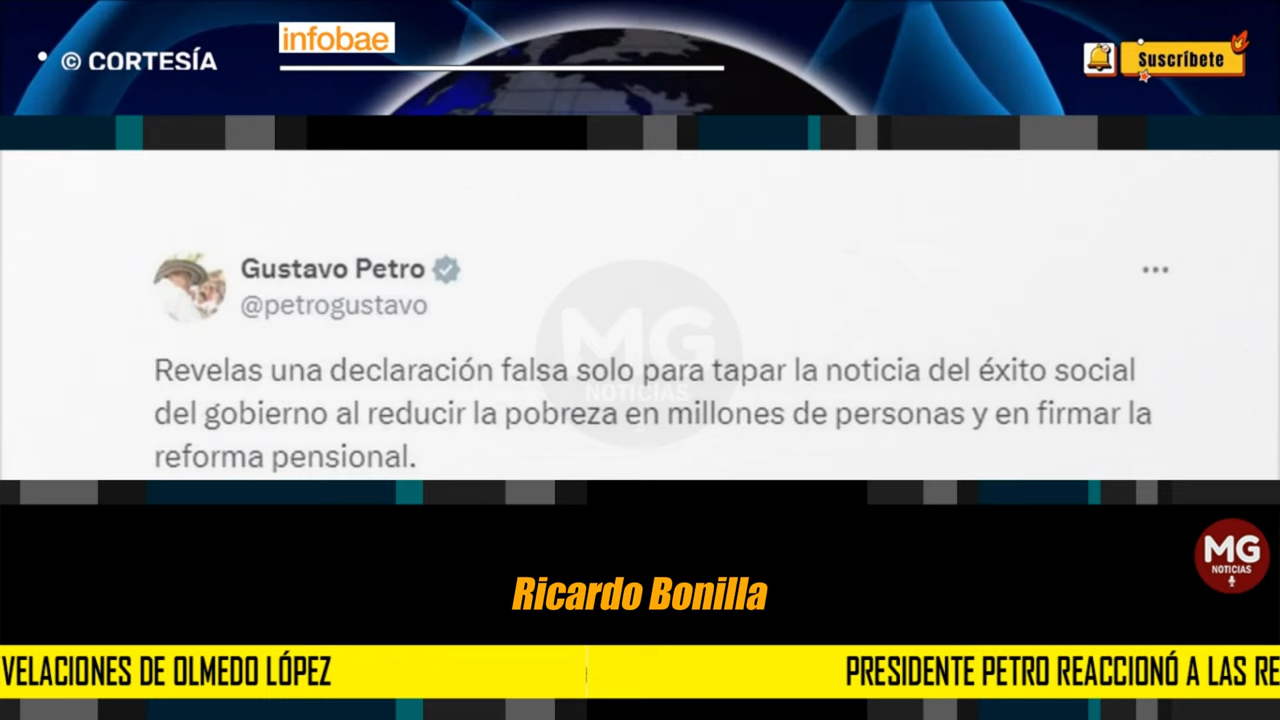 © CORTESÍA
infobae
Suscríbete
Gustavo Petro
@petrogustavo
Revelas una declaración falsa solo para tapar la noticia del éxito social
del gobierno al reducir la pobreza en millones de personas y en firmar la
reforma pensional.
MG
NOTICIAS
MG
NOTICIAS
Ricardo Bonilla
VELACIONES DE OLMEDO LÓPEZ PRESIDENTE PETRO REACCIONÓ A LAS RE